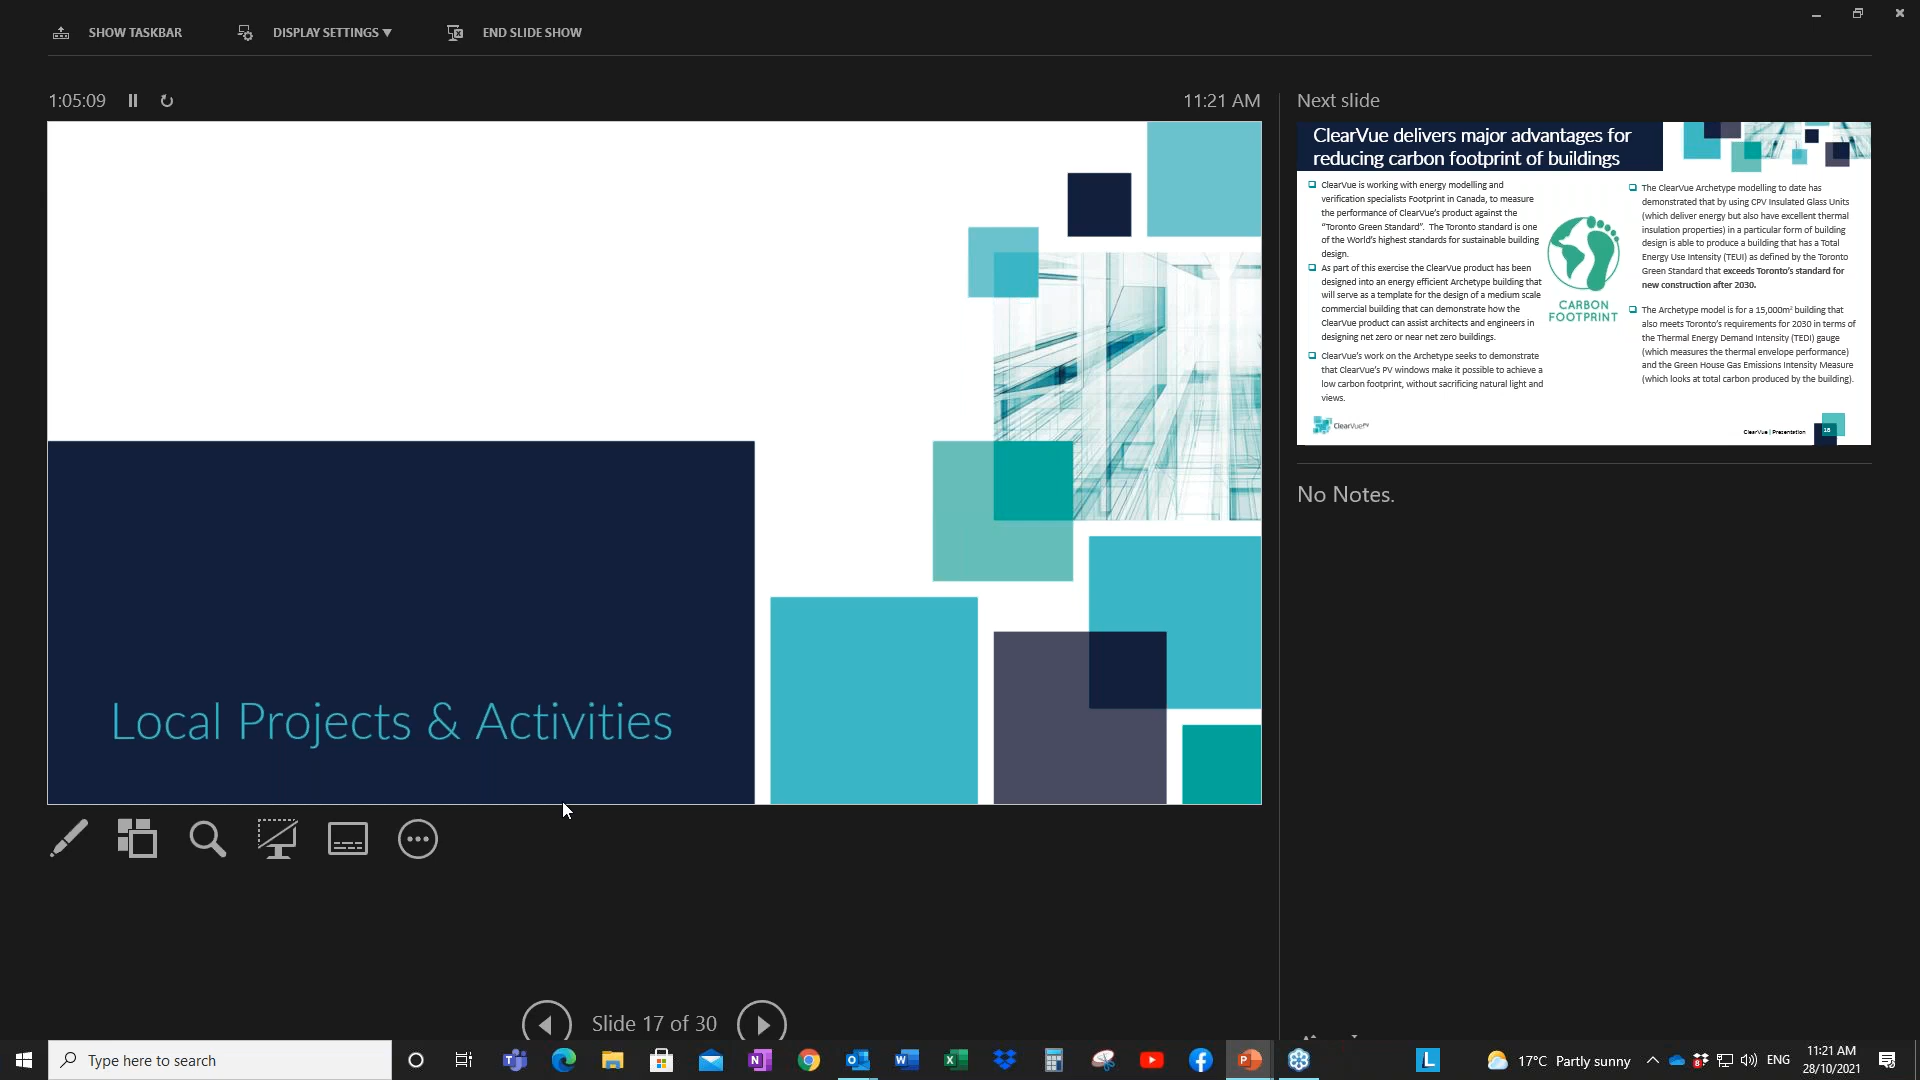 SHOW TASKBAR
DISPLAY SETTINGS ▼
END SLIDE SHOW
1:05:09
11:21 AM
Local Projects & Activities
Slide 17 of 30
Next slide
ClearVue delivers major advantages for
reducing carbon footprint of buildings
ClearVue is working with energy modelling and
verification specialists Footprint in Canada, to measure
the performance of ClearVue's product against the
“Toronto Green Standard”. The Toronto standard is one
of the World's highest standards for sustainable building
design.
As part of this exercise the ClearVue product has been
designed into an energy efficient Archetype building that
will serve as a template for the design of a medium scale
commercial building that can demonstrate how the
ClearVue product can assist architects and engineers in
designing net zero or near net zero buildings.
ClearVue's work on the Archetype seeks to demonstrate
that ClearVue's PV windows make it possible to achieve a
low carbon footprint, without sacrificing natural light and
views.
CARBON
FOOTPRINT
The ClearVue Archetype modelling to date has
demonstrated that by using CPV Insulated Glass Units
(which deliver energy but also have excellent thermal
insulation properties) in a particular form of building
design is able to produce a building that has a Total
Energy Use Intensity (TEUI) as defined by the Toronto
Green Standard that exceeds Toronto's standard for
new construction after 2030.
The Archetype model is for a 15,000m² building that
also meets Toronto's requirements for 2030 in terms of
the Thermal Energy Demand Intensity (TEDI) gauge
(which measures the thermal envelope performance)
and the Green House Gas Emissions Intensity Measure
(which looks at total carbon produced by the building).
ClearVuePV
ClearVue | Presentation
18
No Notes.
Type here to search
L
17°C Partly sunny
ENG
11:21 AM
28/10/2021